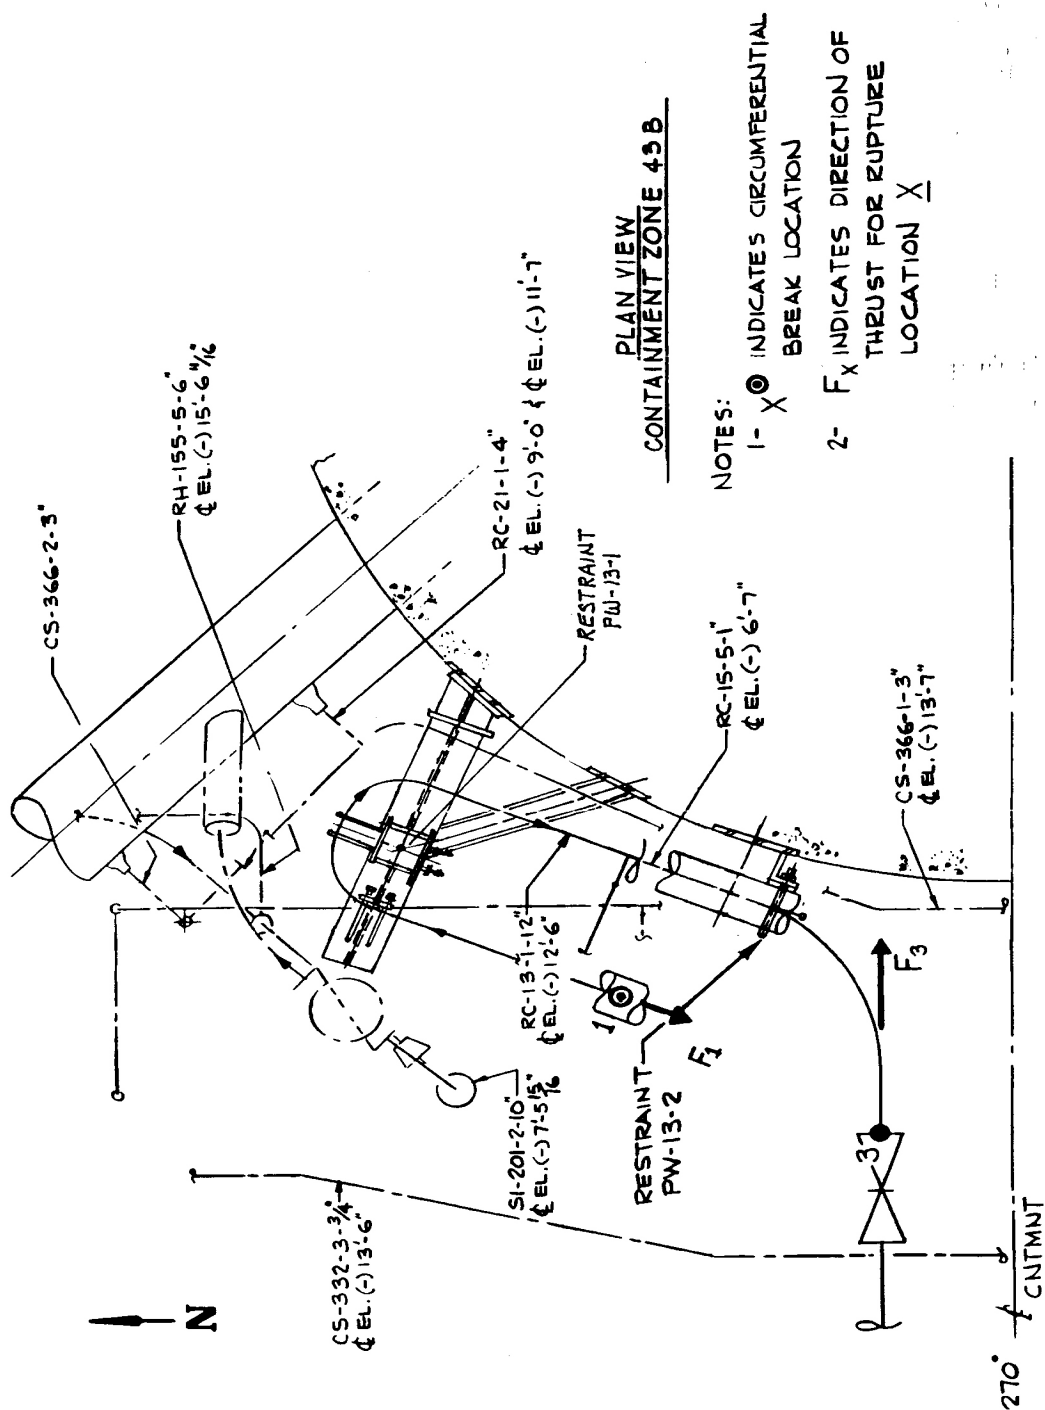 CS-366-2-3"
RH-155-5-6"
℄ EL.(-)15'-6 11/16"
RC-21-1-4"
℄ EL.(-)9'-0" & ℄ EL.(-)11'-7"
RESTRAINT
PW-13-1
RC-15-5-1"
℄ EL.(-)6'-7"
CS-366-1-3"
℄ EL.(-)13'-7"
RC-13-1-12"
℄ EL.(-)12'-6"
SI-201-2-10"
℄ EL.(-)7'-5 15/16"
CS-332-3-3/4"
℄ EL.(-)13'-6"
RESTRAINT
PW-13-2
1
F1
3
F3
N
270°
℄ CNTMNT
PLAN VIEW
CONTAINMENT ZONE 43B
NOTES:
1- X INDICATES CIRCUMFERENTIAL
BREAK LOCATION
2- FX INDICATES DIRECTION OF
THRUST FOR RUPTURE
LOCATION X